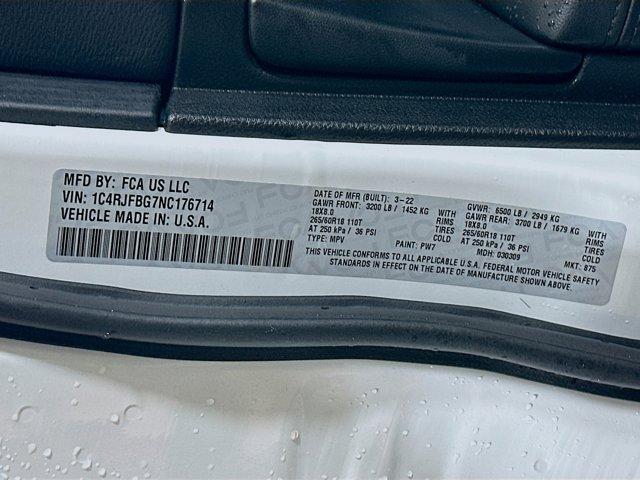 MFD BY: FCA US LLC
VIN: 1C4RJFBG7NC176714
VEHICLE MADE IN U.S.A.
DATE OF MFR (BUILT): 3-22 GVWR: 6500 LB / 2949 KG
GAWR FRONT: 3200 LB / 1452 KG WITH GAWR REAR: 3700 LB / 1679 KG WITH
18X8.0 RIMS 18X8.0 RIMS
265/60R18 110T TIRES 265/60R18 110T TIRES
AT 250 kPa / 36 PSI COLD AT 250 kPa / 36 PSI COLD
TYPE: MPV PAINT: PW7 MDH: 030309 MKT: 875
THIS VEHICLE CONFORMS TO ALL APPLICABLE U.S.A. FEDERAL MOTOR VEHICLE SAFETY
STANDARDS IN EFFECT ON THE DATE OF MANUFACTURE SHOWN ABOVE.